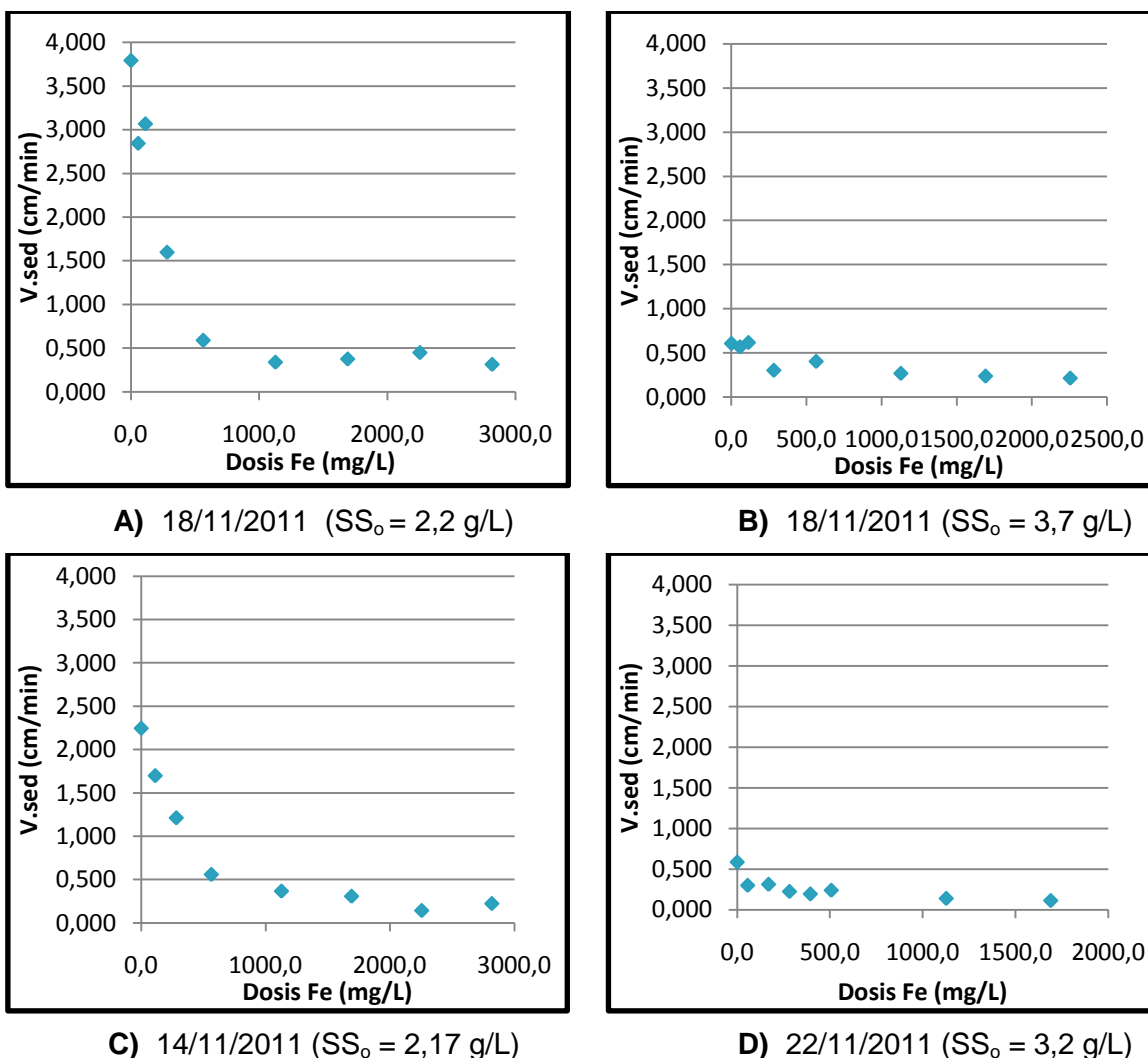 4,000
3,500
3,000
2,500
2,000
1,500
1,000
0,500
0,000
V.sed (cm/min)
0,0 1000,0 2000,0 3000,0
Dosis Fe (mg/L)
A) 18/11/2011 (SSo = 2,2 g/L)
4,000
3,500
3,000
2,500
2,000
1,500
1,000
0,500
0,000
V.sed (cm/min)
0,0 500,0 1000,0 1500,0 2000,0 2500,0
Dosis Fe (mg/L)
B) 18/11/2011 (SSo = 3,7 g/L)
4,000
3,500
3,000
2,500
2,000
1,500
1,000
0,500
0,000
V.sed (cm/min)
0,0 1000,0 2000,0 3000,0
Dosis Fe (mg/L)
C) 14/11/2011 (SSo = 2,17 g/L)
4,000
3,500
3,000
2,500
2,000
1,500
1,000
0,500
0,000
V.sed (cm/min)
0,0 500,0 1000,0 1500,0 2000,0
Dosis Fe (mg/L)
D) 22/11/2011 (SSo = 3,2 g/L)